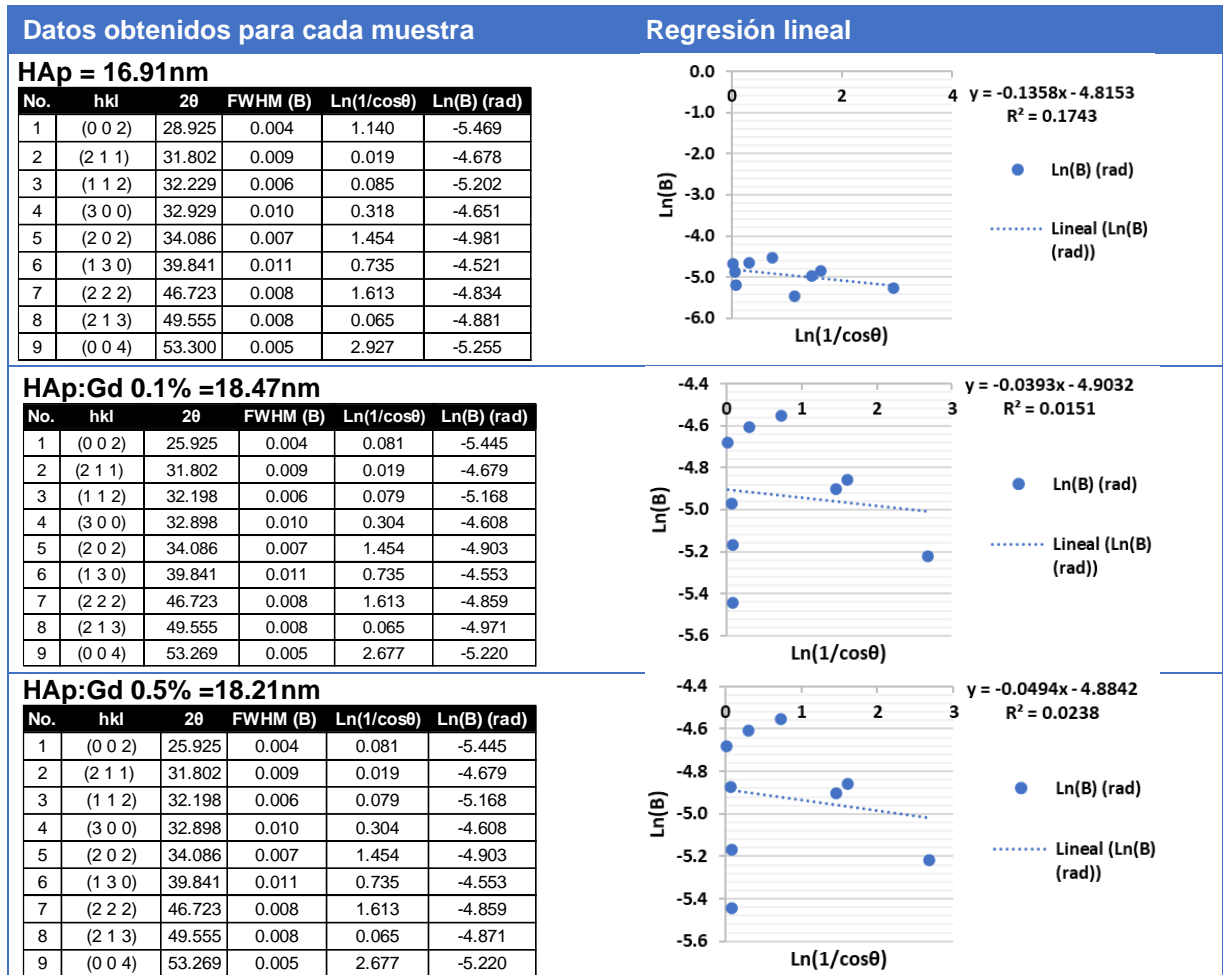 Datos obtenidos para cada muestra Regresión lineal
HAp = 16.91nm
No. hkl 2θ FWHM (B) Ln(1/cosθ) Ln(B) (rad)
1 (0 0 2) 28.925 0.004 1.140 -5.469
2 (2 1 1) 31.802 0.009 0.019 -4.678
3 (1 1 2) 32.229 0.006 0.085 -5.202
4 (3 0 0) 32.929 0.010 0.318 -4.651
5 (2 0 2) 34.086 0.007 1.454 -4.981
6 (1 3 0) 39.841 0.011 0.735 -4.521
7 (2 2 2) 46.723 0.008 1.613 -4.834
8 (2 1 3) 49.555 0.008 0.065 -4.881
9 (0 0 4) 53.300 0.005 2.927 -5.255
0.0
-1.0
-2.0
-3.0
-4.0
-5.0
-6.0
0 2 4
Ln(B)
Ln(1/cosθ)
y = -0.1358x - 4.8153
R² = 0.1743
Ln(B) (rad)
Lineal (Ln(B)
(rad))
HAp:Gd 0.1% =18.47nm
No. hkl 2θ FWHM (B) Ln(1/cosθ) Ln(B) (rad)
1 (0 0 2) 25.925 0.004 0.081 -5.445
2 (2 1 1) 31.802 0.009 0.019 -4.679
3 (1 1 2) 32.198 0.006 0.079 -5.168
4 (3 0 0) 32.898 0.010 0.304 -4.608
5 (2 0 2) 34.086 0.007 1.454 -4.903
6 (1 3 0) 39.841 0.011 0.735 -4.553
7 (2 2 2) 46.723 0.008 1.613 -4.859
8 (2 1 3) 49.555 0.008 0.065 -4.971
9 (0 0 4) 53.269 0.005 2.677 -5.220
-4.4
-4.6
-4.8
-5.0
-5.2
-5.4
-5.6
0 1 2 3
Ln(B)
Ln(1/cosθ)
y = -0.0393x - 4.9032
R² = 0.0151
Ln(B) (rad)
Lineal (Ln(B)
(rad))
HAp:Gd 0.5% =18.21nm
No. hkl 2θ FWHM (B) Ln(1/cosθ) Ln(B) (rad)
1 (0 0 2) 25.925 0.004 0.081 -5.445
2 (2 1 1) 31.802 0.009 0.019 -4.679
3 (1 1 2) 32.198 0.006 0.079 -5.168
4 (3 0 0) 32.898 0.010 0.304 -4.608
5 (2 0 2) 34.086 0.007 1.454 -4.903
6 (1 3 0) 39.841 0.011 0.735 -4.553
7 (2 2 2) 46.723 0.008 1.613 -4.859
8 (2 1 3) 49.555 0.008 0.065 -4.871
9 (0 0 4) 53.269 0.005 2.677 -5.220
-4.4
-4.6
-4.8
-5.0
-5.2
-5.4
-5.6
0 1 2 3
Ln(B)
Ln(1/cosθ)
y = -0.0494x - 4.8842
R² = 0.0238
Ln(B) (rad)
Lineal (Ln(B)
(rad))